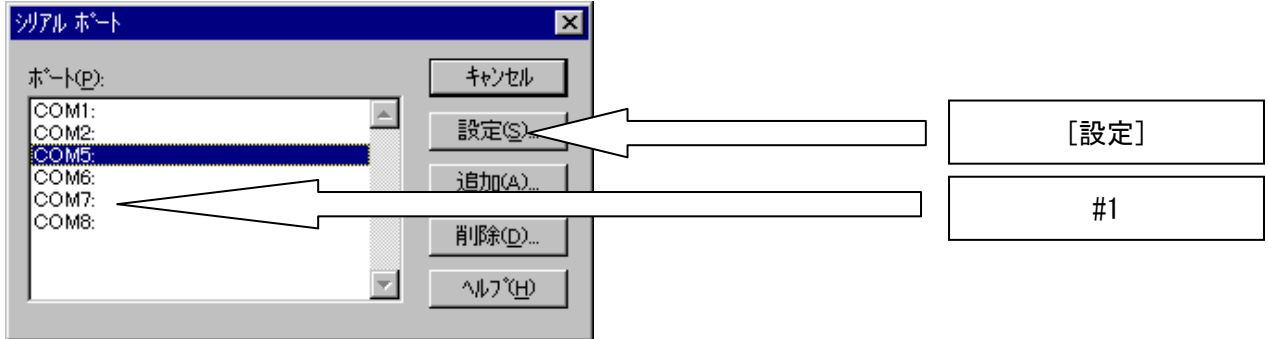 シリアル ポート
ポート(P):
キャンセル
COM1:
COM2:
COM5:
COM6:
COM7:
COM8:
設定(S)...
追加(A)...
削除(D)...
ヘルプ(H)
[設定]
#1